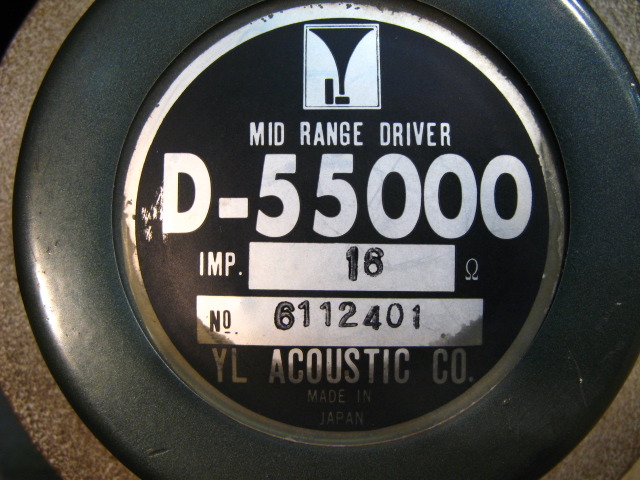 MID RANGE DRIVER
D-55000
IMP. 16 Ω
NO 6112401
YL ACOUSTIC CO.
MADE IN
JAPAN